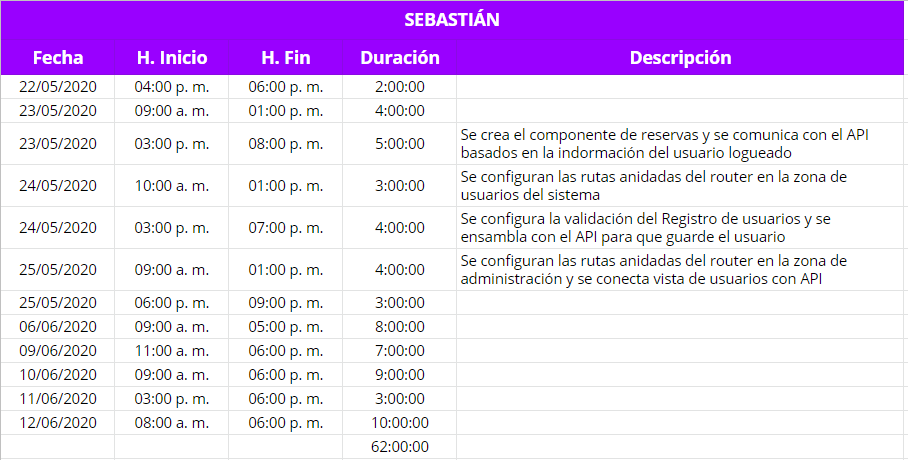 SEBASTIÁN
Fecha H. Inicio H. Fin Duración Descripción
22/05/2020 04:00 p. m. 06:00 p. m. 2:00:00
23/05/2020 09:00 a. m. 01:00 p. m. 4:00:00
23/05/2020 03:00 p. m. 08:00 p. m. 5:00:00 Se crea el componente de reservas y se comunica con el API
basados en la indormación del usuario logueado
24/05/2020 10:00 a. m. 01:00 p. m. 3:00:00 Se configuran las rutas anidadas del router en la zona de
usuarios del sistema
24/05/2020 03:00 p. m. 07:00 p. m. 4:00:00 Se configura la validación del Registro de usuarios y se
ensambla con el API para que guarde el usuario
25/05/2020 09:00 a. m. 01:00 p. m. 4:00:00 Se configuran las rutas anidadas del router en la zona de
administración y se conecta vista de usuarios con API
25/05/2020 06:00 p. m. 09:00 p. m. 3:00:00
06/06/2020 09:00 a. m. 05:00 p. m. 8:00:00
09/06/2020 11:00 a. m. 06:00 p. m. 7:00:00
10/06/2020 09:00 a. m. 06:00 p. m. 9:00:00
11/06/2020 03:00 p. m. 06:00 p. m. 3:00:00
12/06/2020 08:00 a. m. 06:00 p. m. 10:00:00
62:00:00